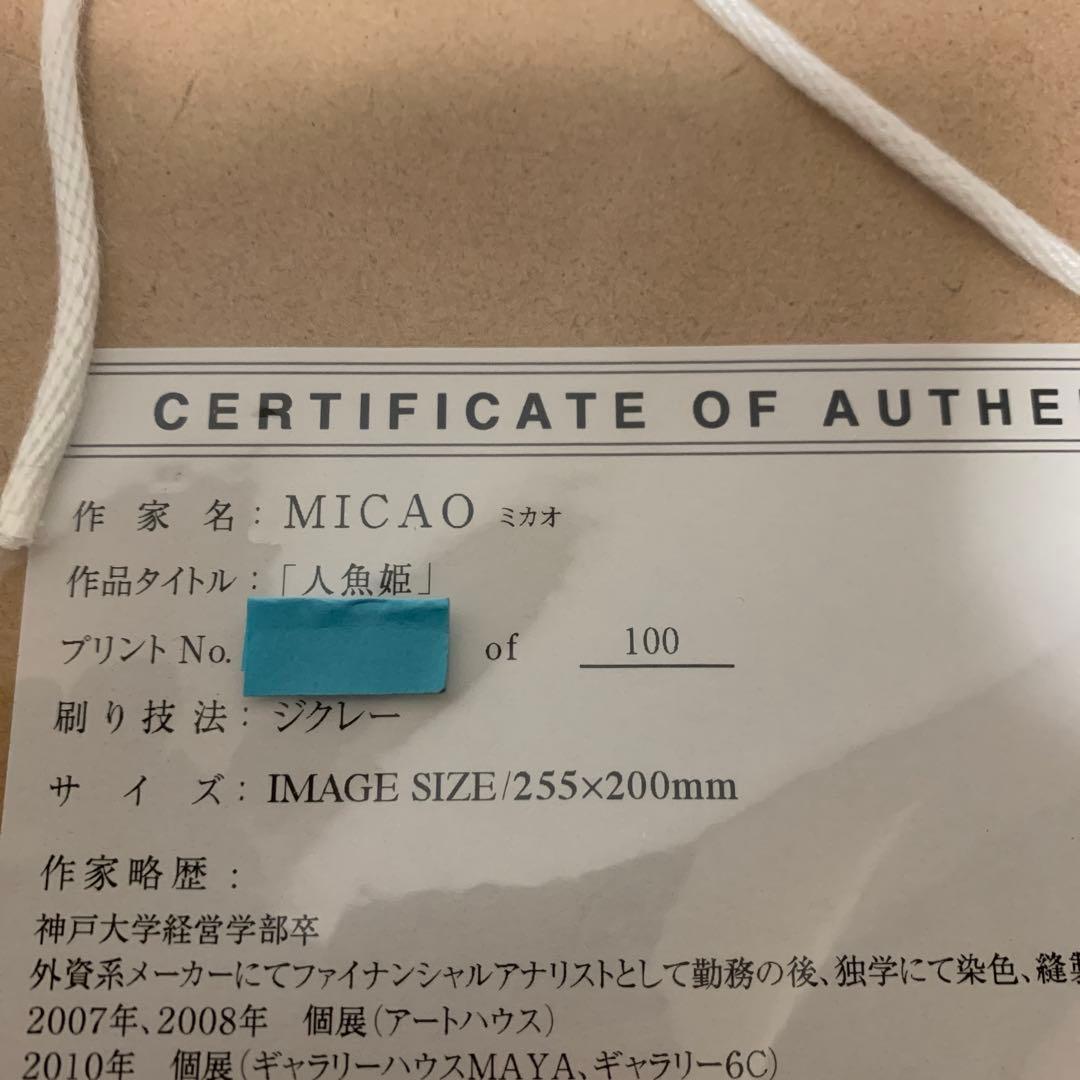 CERTIFICATE OF AUTHE
作家名：MICAO ミカオ
作品タイトル：「人魚姫」
プリント No. of 100
刷り技法：ジクレー
サイズ：IMAGE SIZE/255×200mm
作家略歴：
神戸大学経営学部卒
外資系メーカーにてファイナンシャルアナリストとして勤務の後、独学にて染色、縫製
2007年、2008年　個展（アートハウス）
2010年　個展（ギャラリーハウスMAYA、ギャラリー6C）